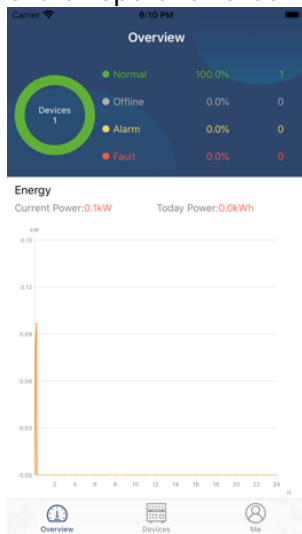 Carrier 6:10 PM
Overview
Devices
1
Normal 100.0% 1
Offline 0.0% 0
Alarm 0.0% 0
Fault 0.0% 0
Energy
Current Power:0.1kW Today Power:0.0kWh
kW
0.15
0.12
0.09
0.06
0.03
0.00
2 4 6 8 10 12 14 16 18 20 22 24
H
Overview Devices Me